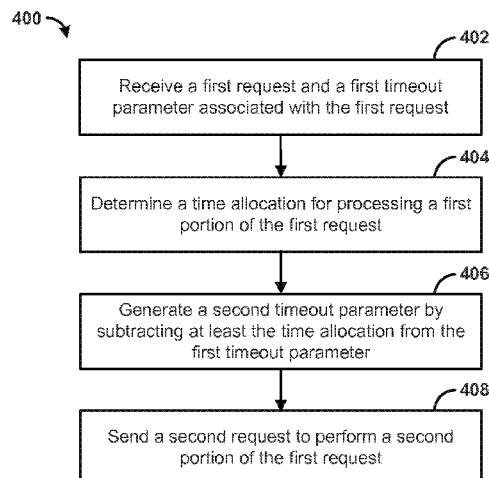 400
402
Receive a first request and a first timeout
parameter associated with the first request
404
Determine a time allocation for processing a first
portion of the first request
406
Generate a second timeout parameter by
subtracting at least the time allocation from the
first timeout parameter
408
Send a second request to perform a second
portion of the first request